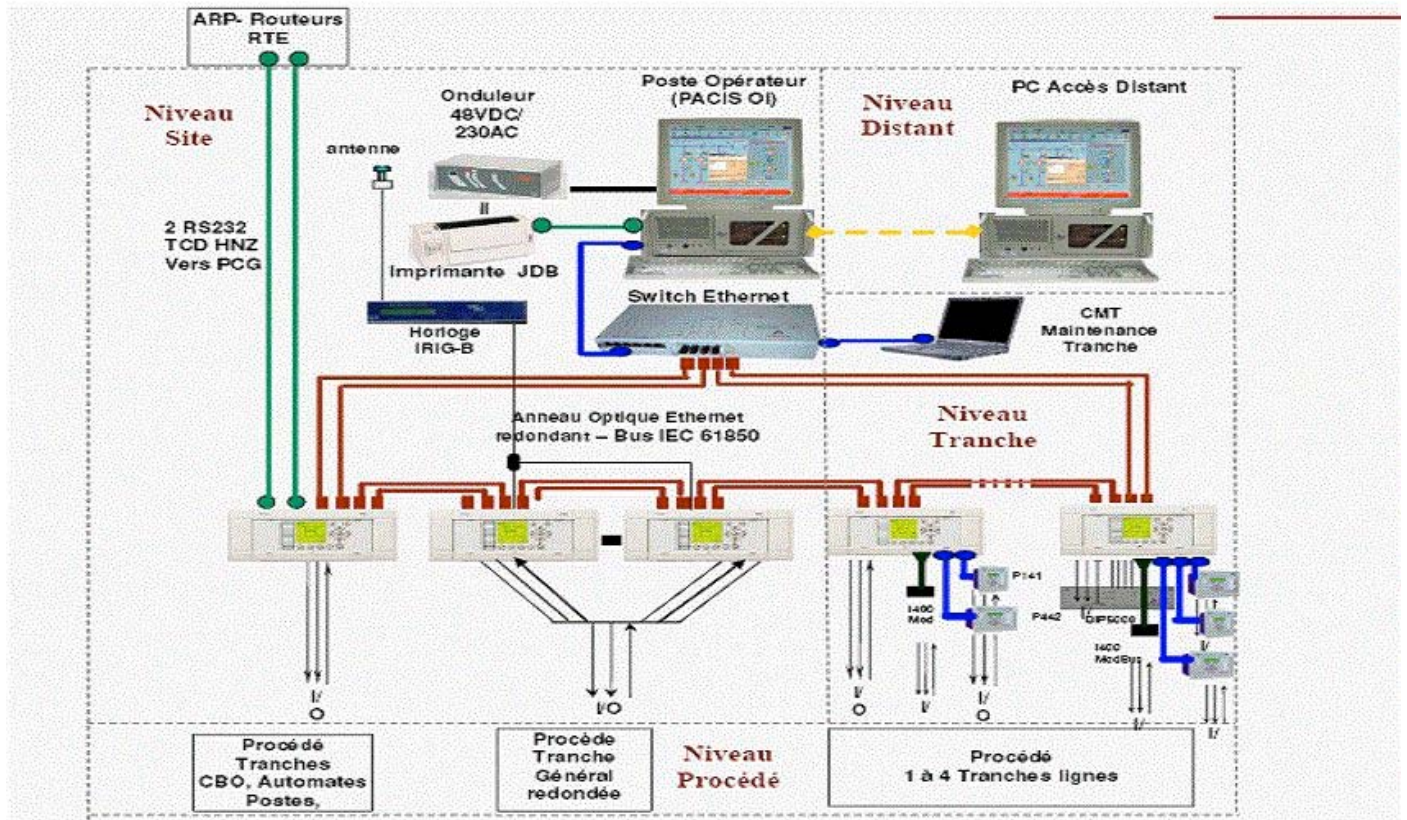 ARP- Routeurs
RTE
Niveau
Site
Onduleur
48VDC/
230AC
antenne
Poste Opérateur
(PACIS OI)
Niveau
Distant
PC Accès Distant
2 RS232
TCD HNZ
Vers PCG
Imprimante JDB
Horloge
IRIG-B
Switch Ethernet
CMT
Maintenance
Tranche
Anneau Optique Ethernet
redondant – Bus IEC 61850
Niveau
Tranche
P141
I400
Mod
P442
DIP5000
I400
ModBus
I/
O
I/O
I/
O
I/
I/
O
I/
I/
I/
I/
Procédé
Tranches
CBO, Automates
Postes,
Procède
Tranche
Général
redondée
Niveau
Procédé
Procédé
1 à 4 Tranches lignes